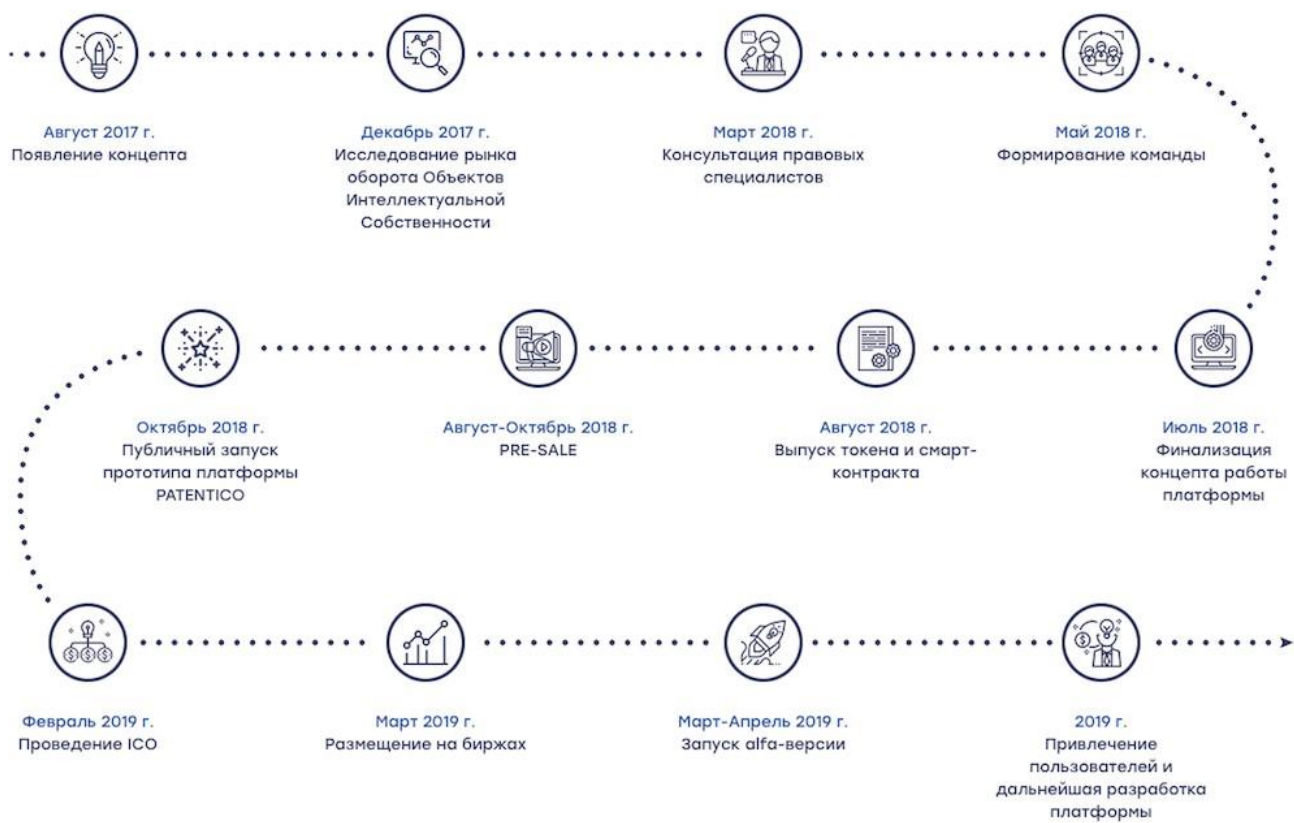 Август 2017 г.
Появление концепта
Декабрь 2017 г.
Исследование рынка
оборота Объектов
Интеллектуальной
Собственности
Март 2018 г.
Консультация правовых
специалистов
Май 2018 г.
Формирование команды
Июль 2018 г.
Финализация
концепта работы
платформы
Август 2018 г.
Выпуск токена и смарт-
контракта
Август-Октябрь 2018 г.
PRE-SALE
Октябрь 2018 г.
Публичный запуск
прототипа платформы
PATENTICO
Февраль 2019 г.
Проведение ICO
Март 2019 г.
Размещение на биржах
Март-Апрель 2019 г.
Запуск alfa-версии
2019 г.
Привлечение
пользователей и
дальнейшая разработка
платформы